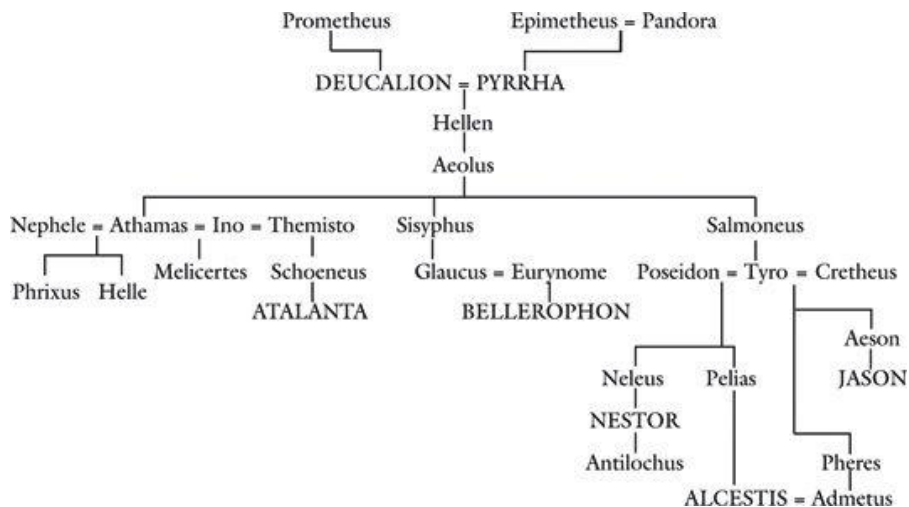 Prometheus Epimetheus = Pandora
DEUCALION = PYRRHA
Hellen
Aeolus
Nephele = Athamas = Ino = Themisto Sisyphus Salmoneus
Phrixus Helle Melicertes Schoeneus Glaucus = Eurynome Poseidon = Tyro = Cretheus
ATALANTA BELLEROPHON
Aeson
Neleus Pelias JASON
NESTOR
Antilochus Pheres
ALCESTIS = Admetus